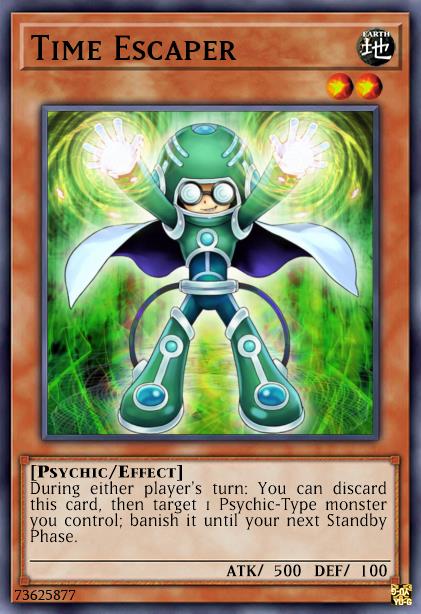 TIME ESCAPER
EARTH
地
[PSYCHIC/EFFECT]
During either player's turn: You can discard
this card, then target 1 Psychic-Type monster
you control; banish it until your next Standby
Phase.
ATK/ 500 DEF/ 100
73625877